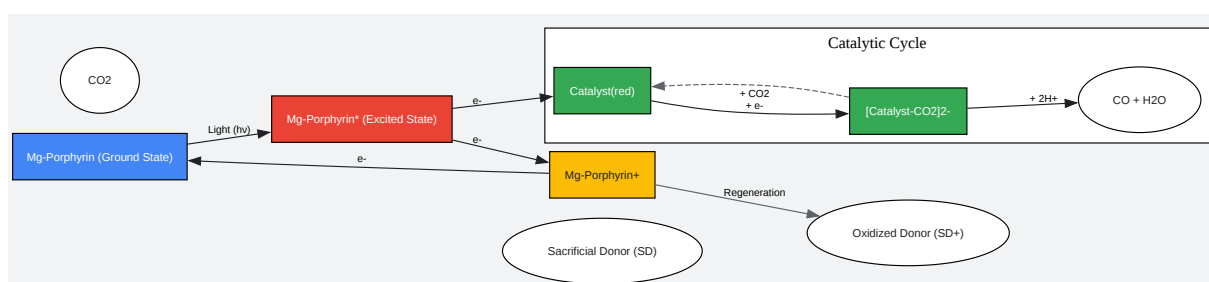 Catalytic Cycle
CO2
Catalyst(red)
e-
+ CO2
+ e-
[Catalyst-CO2]2-
+ 2H+
CO + H2O
Light (hν)
Mg-Porphyrin* (Excited State)
Mg-Porphyrin (Ground State)
e-
e-
Mg-Porphyrin+
Regeneration
Sacrificial Donor (SD)
Oxidized Donor (SD+)